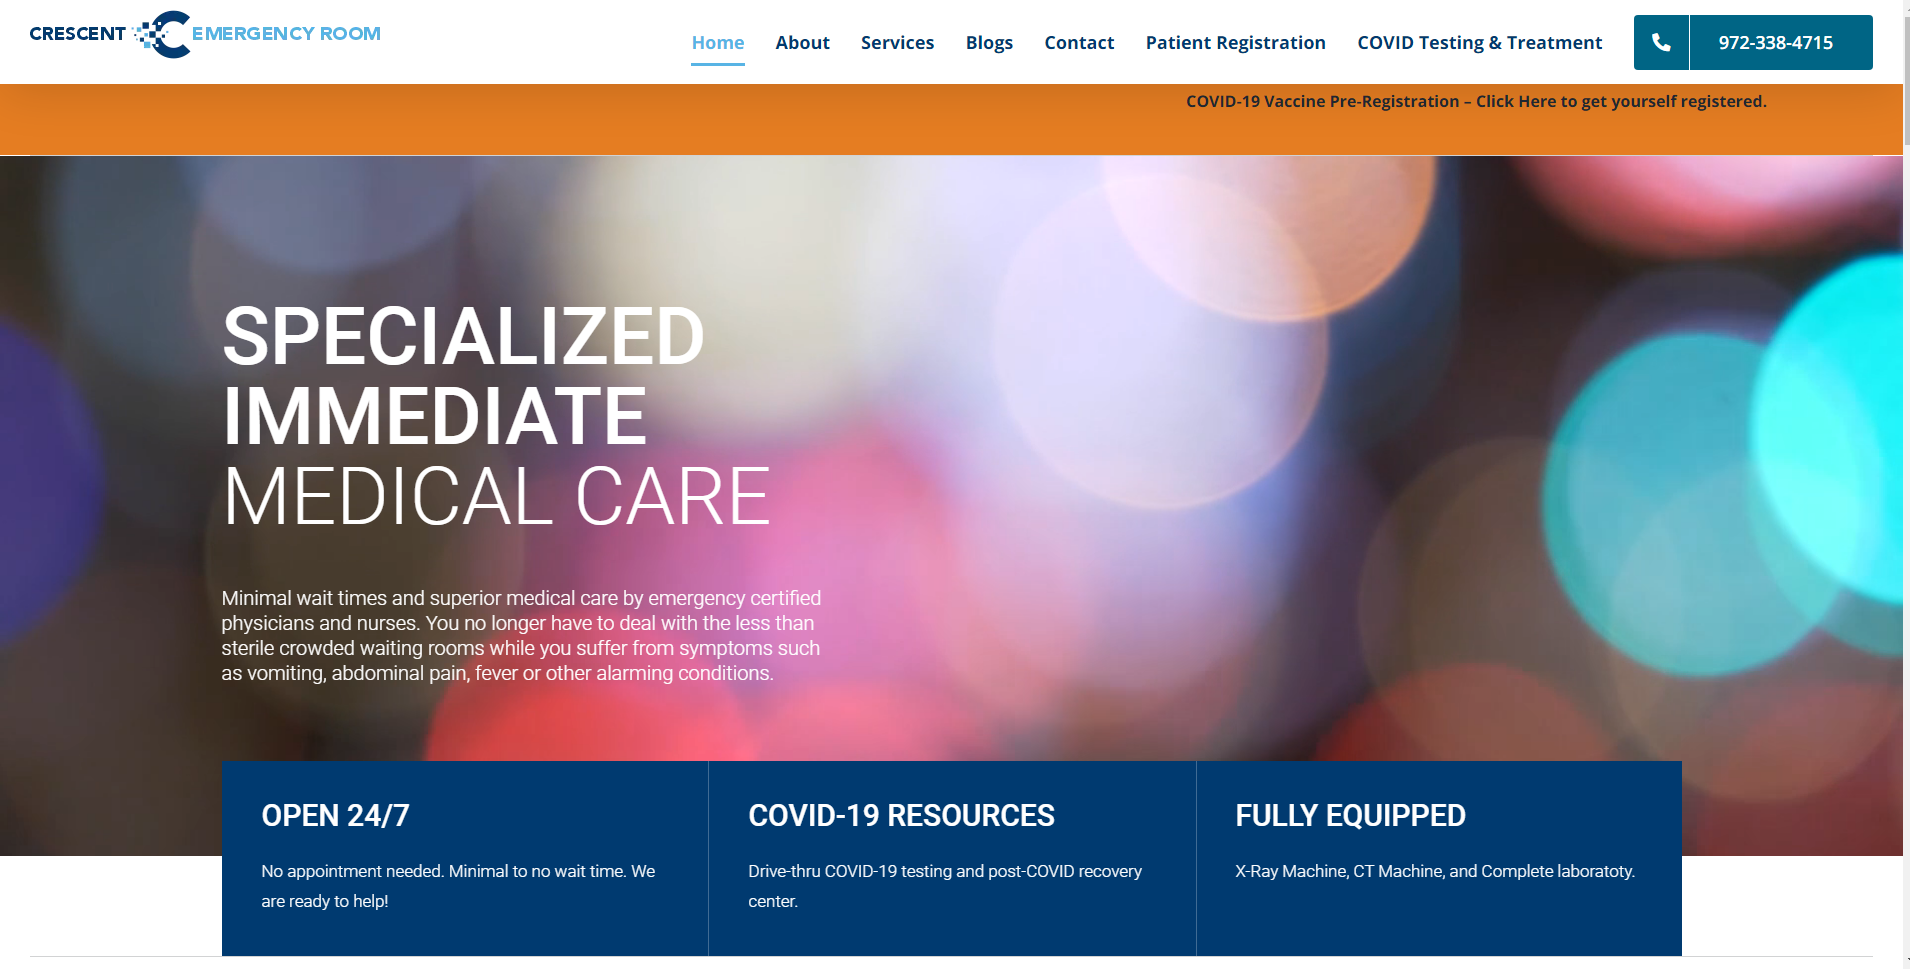 CRESCENT EMERGENCY ROOM
Home About Services Blogs Contact Patient Registration COVID Testing & Treatment 972-338-4715
COVID-19 Vaccine Pre-Registration – Click Here to get yourself registered.
SPECIALIZED
IMMEDIATE
MEDICAL CARE
Minimal wait times and superior medical care by emergency certified
physicians and nurses. You no longer have to deal with the less than
sterile crowded waiting rooms while you suffer from symptoms such
as vomiting, abdominal pain, fever or other alarming conditions.
OPEN 24/7
No appointment needed. Minimal to no wait time. We
are ready to help!
COVID-19 RESOURCES
Drive-thru COVID-19 testing and post-COVID recovery
center.
FULLY EQUIPPED
X-Ray Machine, CT Machine, and Complete laboratoty.